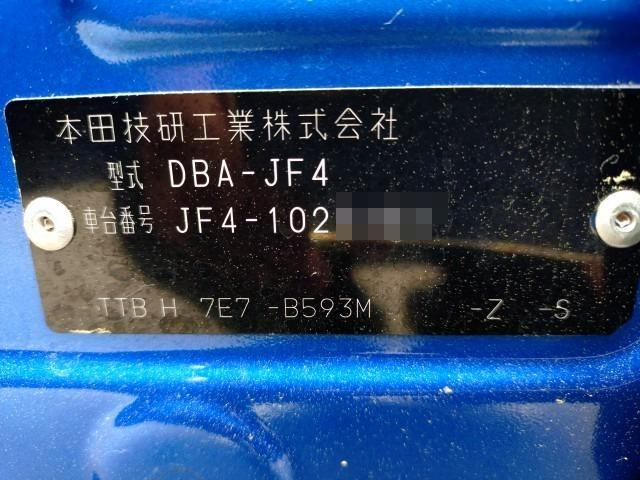 本田技研工業株式会社
型式 DBA-JF4
車台番号 JF4-102
TTB H 7E7 -B593M -Z -S